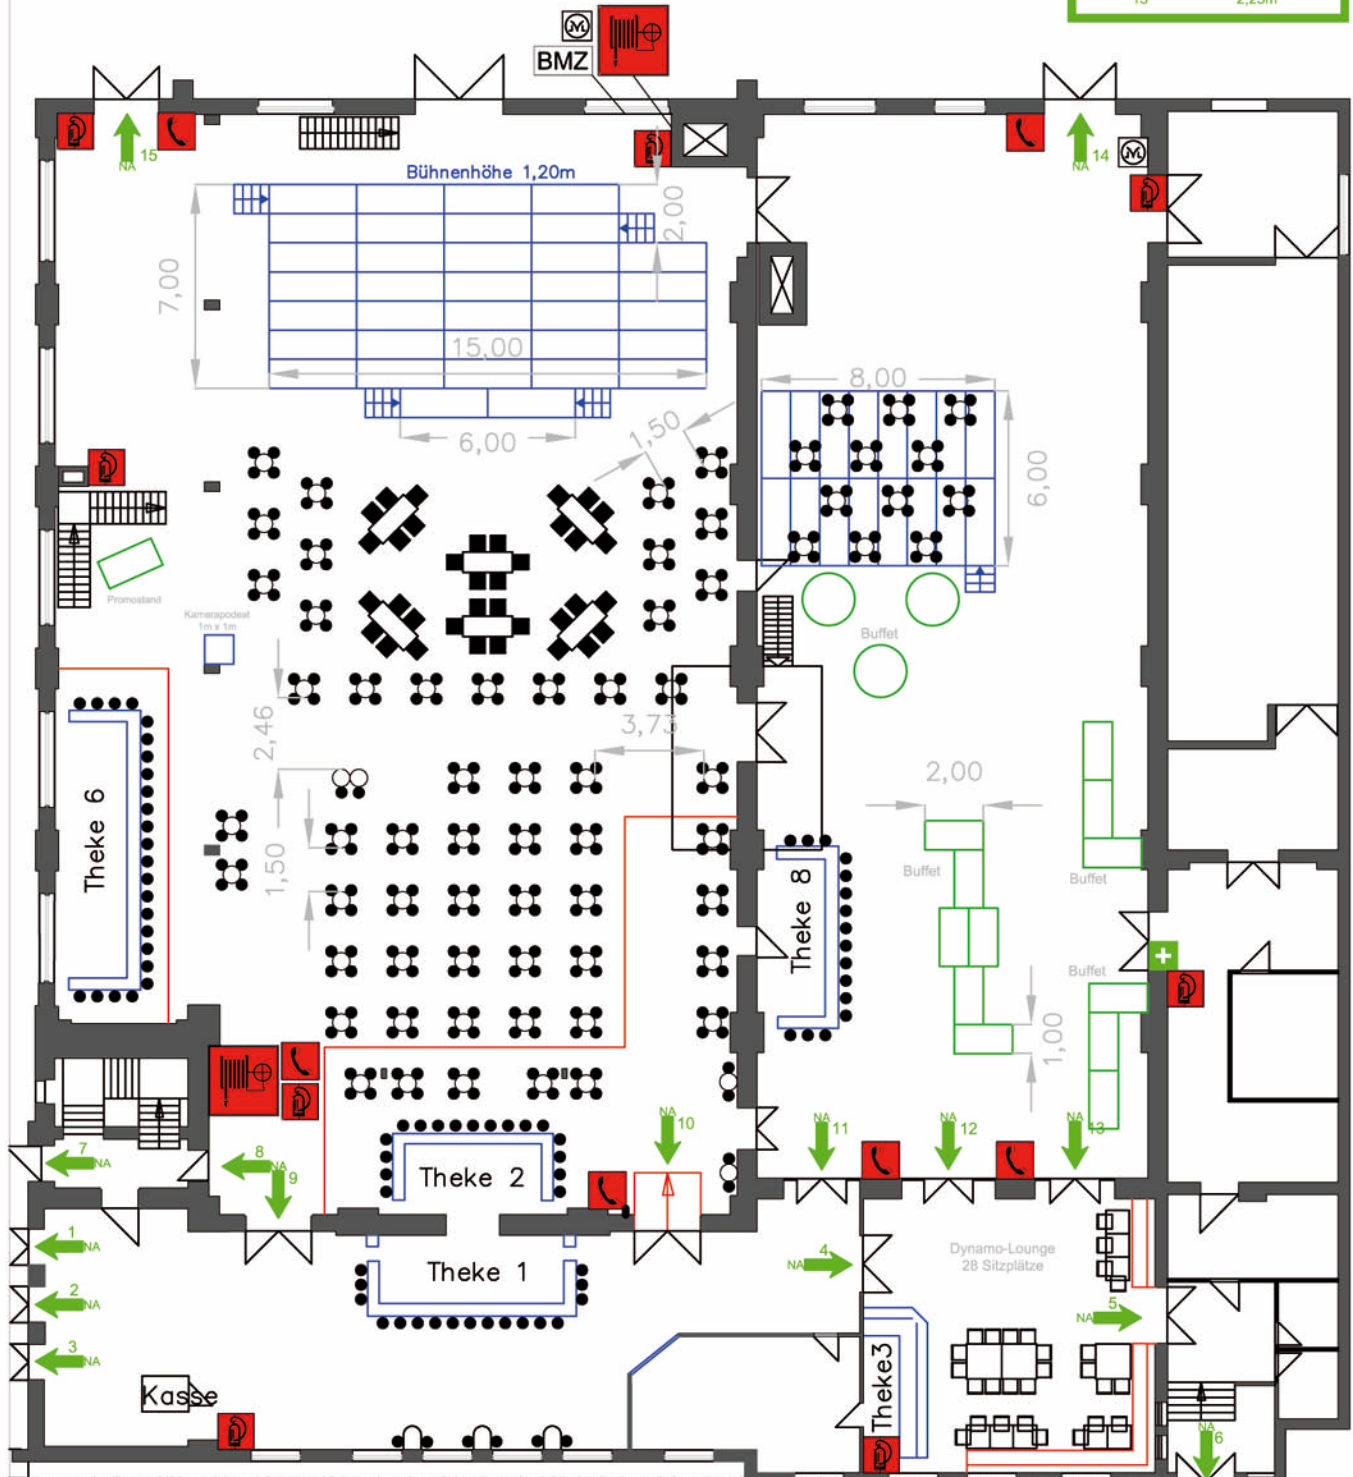 15 2,25m
BMZ
NA 15
NA 14
Bühnenhöhe 1,20m
2,00
7,00
15,00
6,00
1,50
8,00
6,00
Promostand
Kamerapodest
1m x 1m
Buffet
2,46
3,73
1,50
Theke 6
2,00
Buffet
Buffet
Theke 8
Buffet
1,00
7 NA
8 NA
9
Theke 2
NA 10
NA 11
NA 12
NA 13
1 NA
2 NA
3 NA
Theke 1
4 NA
Dynamo-Lounge
28 Sitzplätze
5 NA
Theke3
Kasse
NA 6